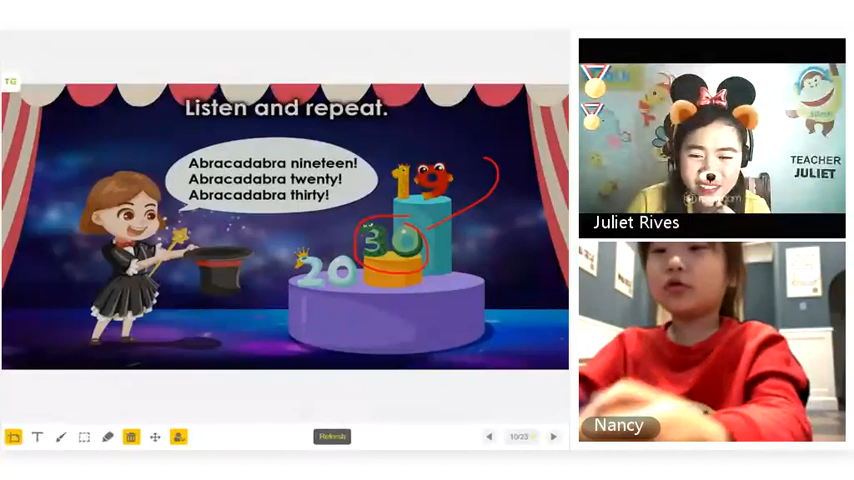 TG
Listen and repeat.
Abracadabra nineteen!
Abracadabra twenty!
Abracadabra thirty!
19
30
20
TEACHER
JULIET
Juliet Rives
Nancy
T
Refresh
10/23